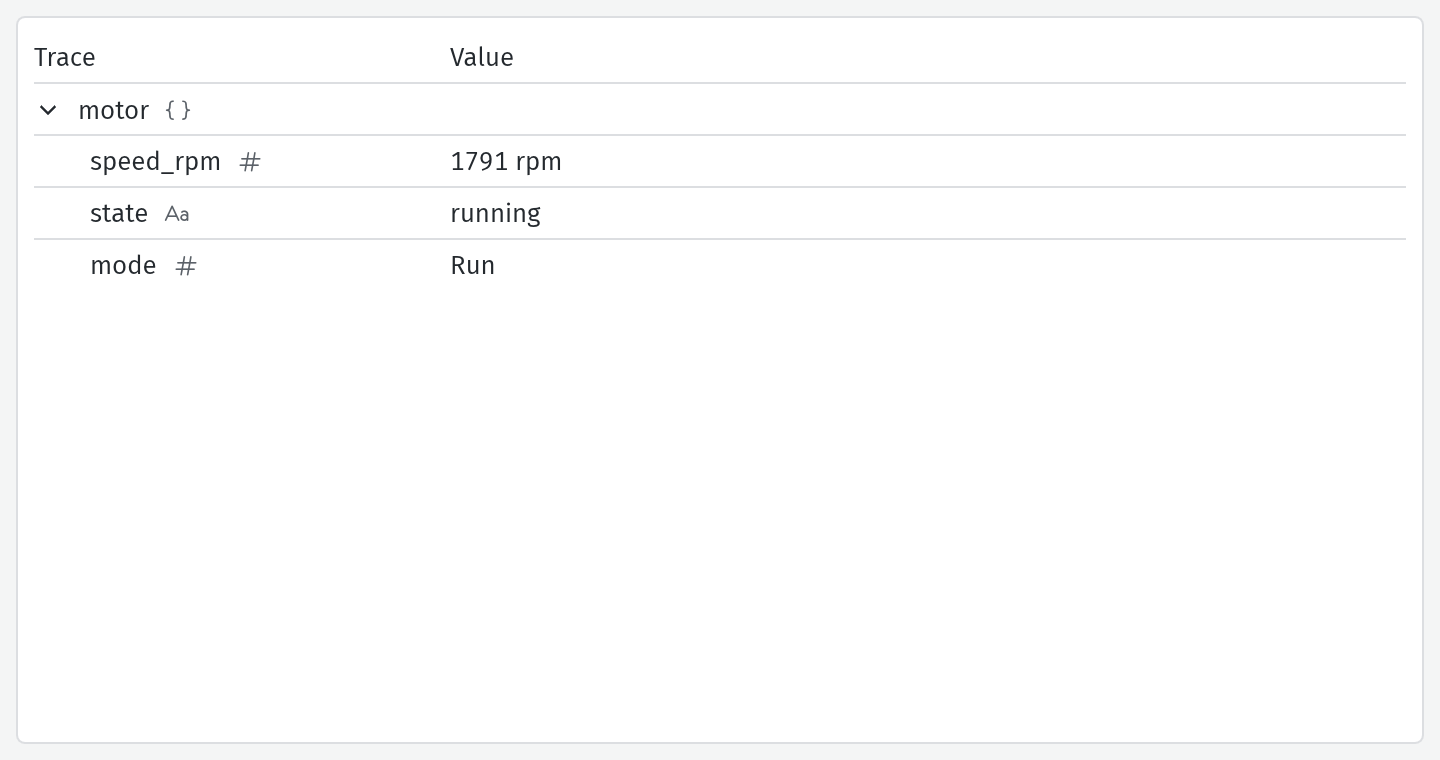 Trace Value
motor { }
speed_rpm # 1791 rpm
state Aa running
mode # Run